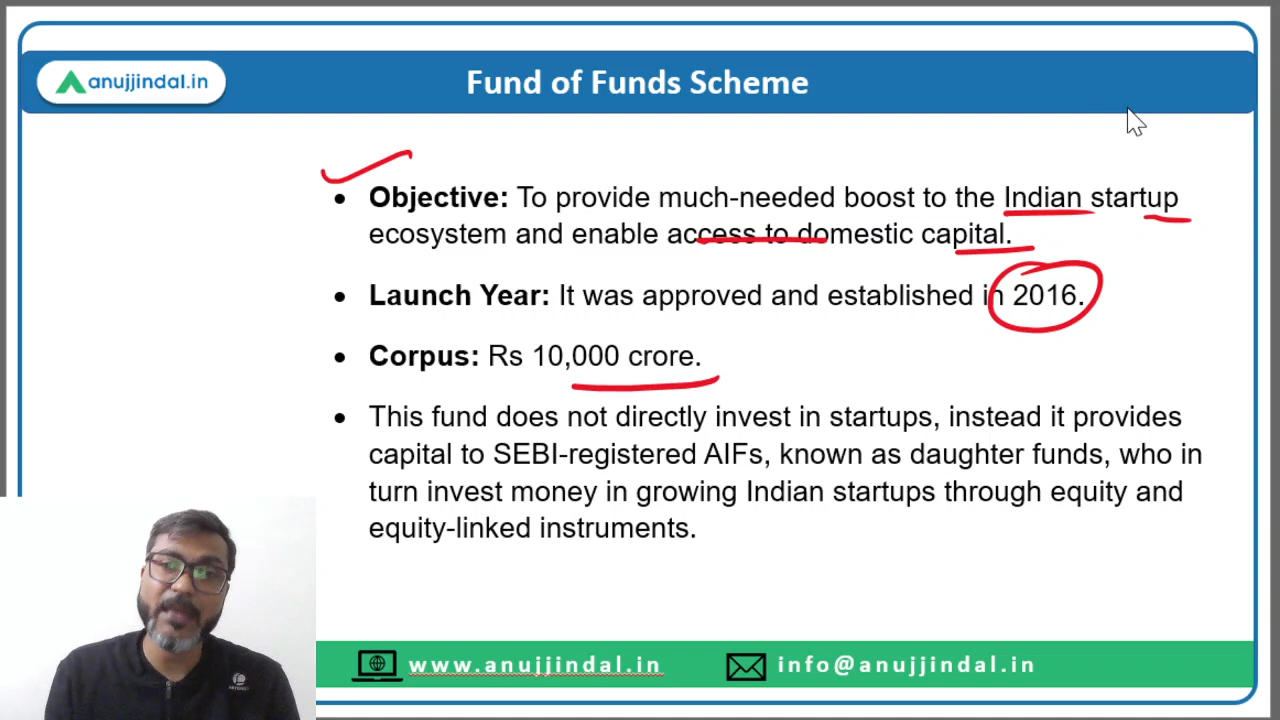 anujjindal.in
Fund of Funds Scheme
• Objective: To provide much-needed boost to the Indian startup
ecosystem and enable access to domestic capital.
• Launch Year: It was approved and established in 2016.
• Corpus: Rs 10,000 crore.
• This fund does not directly invest in startups, instead it provides
capital to SEBI-registered AIFs, known as daughter funds, who in
turn invest money in growing Indian startups through equity and
equity-linked instruments.
www.anujjindal.in
info@anujjindal.in